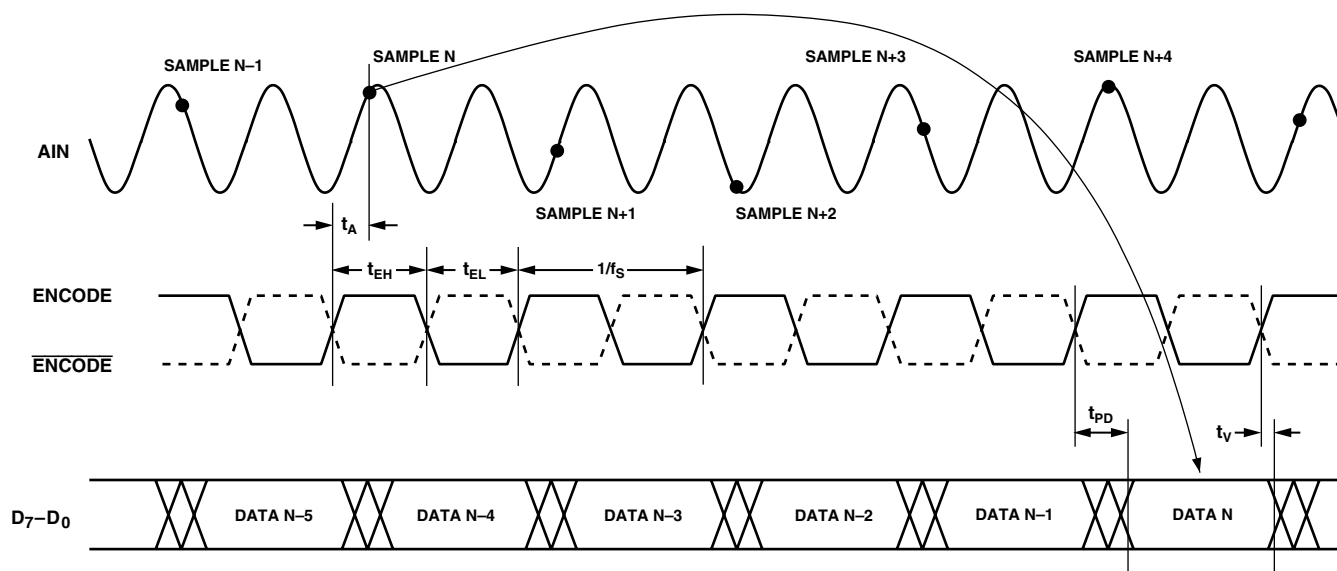 SAMPLE N–1
SAMPLE N
SAMPLE N+3
SAMPLE N+4
AIN
SAMPLE N+1
SAMPLE N+2
tA
tEH
tEL
1/fS
ENCODE
ENCODE
tPD
tV
D7–D0
DATA N–5
DATA N–4
DATA N–3
DATA N–2
DATA N–1
DATA N